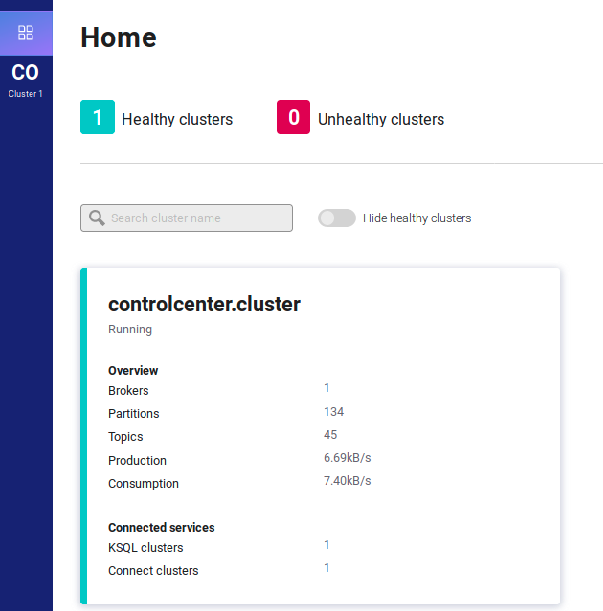 Home
CO
Cluster 1
1 Healthy clusters 0 Unhealthy clusters
Search cluster name Hide healthy clusters
controlcenter.cluster
Running
Overview
Brokers 1
Partitions 134
Topics 45
Production 6.69kB/s
Consumption 7.40kB/s
Connected services
KSQL clusters 1
Connect clusters 1